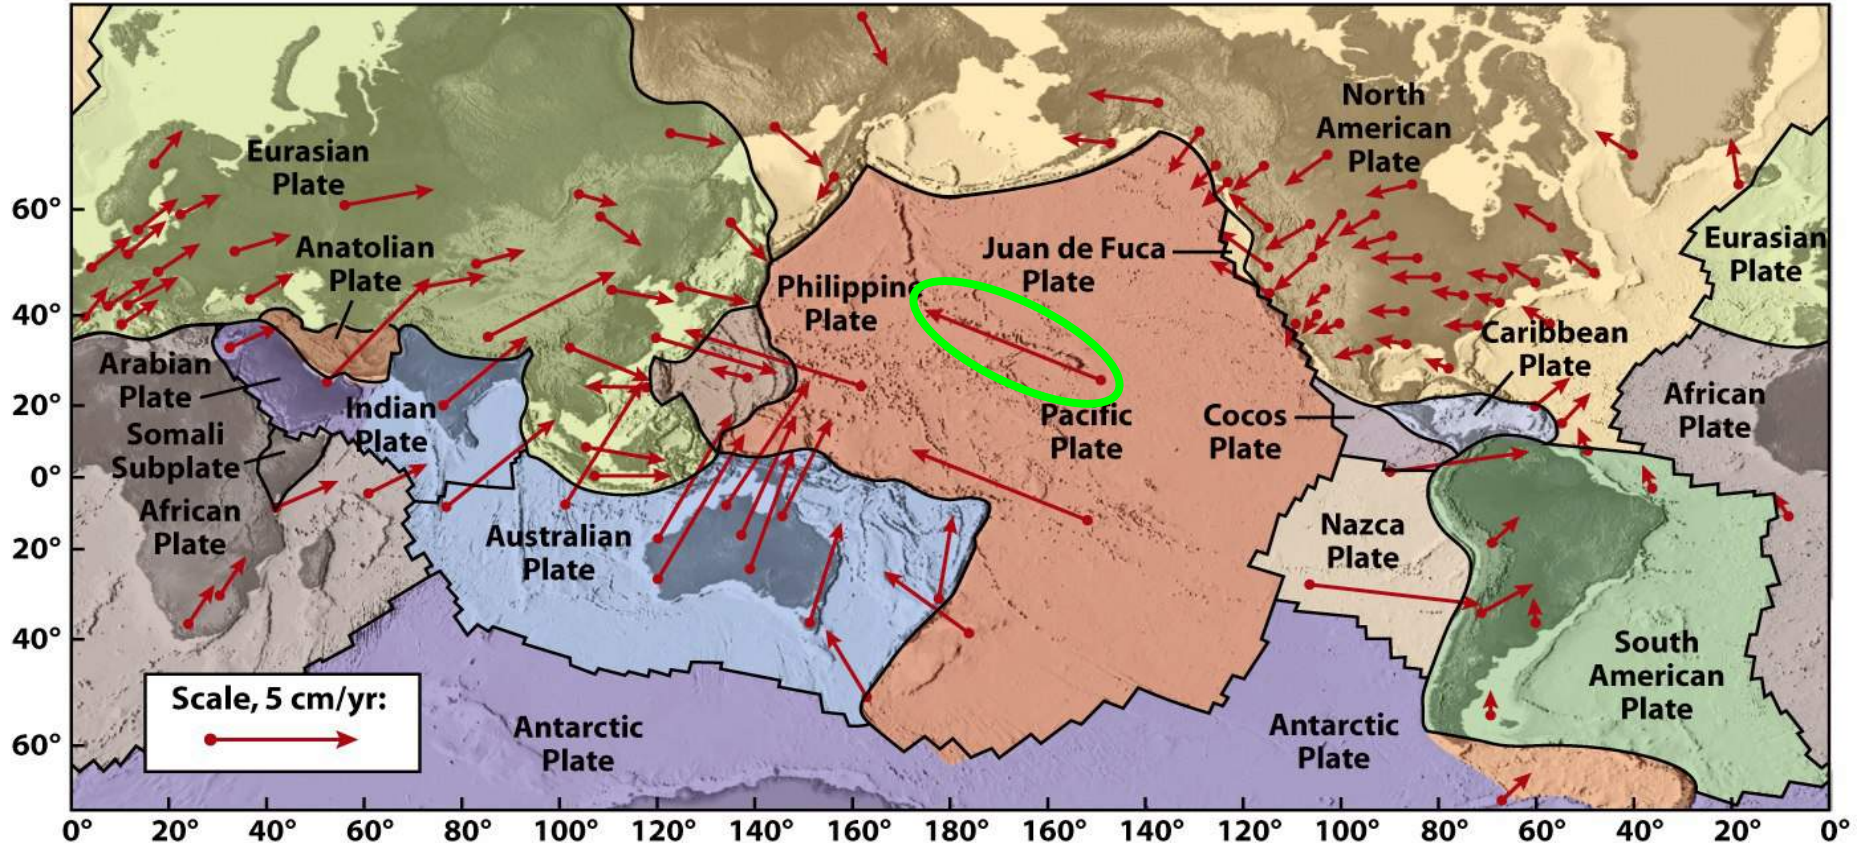 North
American
Plate
Eurasian
Plate
60°
Anatolian
Plate
Juan de Fuca
Plate
Eurasian
Plate
Philippine
Plate
40°
Caribbean
Plate
Arabian
Plate
20°
Indian
Plate
Pacific
Plate
Cocos
Plate
African
Plate
Somali
Subplate
0°
African
Plate
Australian
Plate
Nazca
Plate
20°
40°
South
American
Plate
Scale, 5 cm/yr:
Antarctic
Plate
Antarctic
Plate
60°
0° 20° 40° 60° 80° 100° 120° 140° 160° 180° 160° 140° 120° 100° 80° 60° 40° 20° 0°